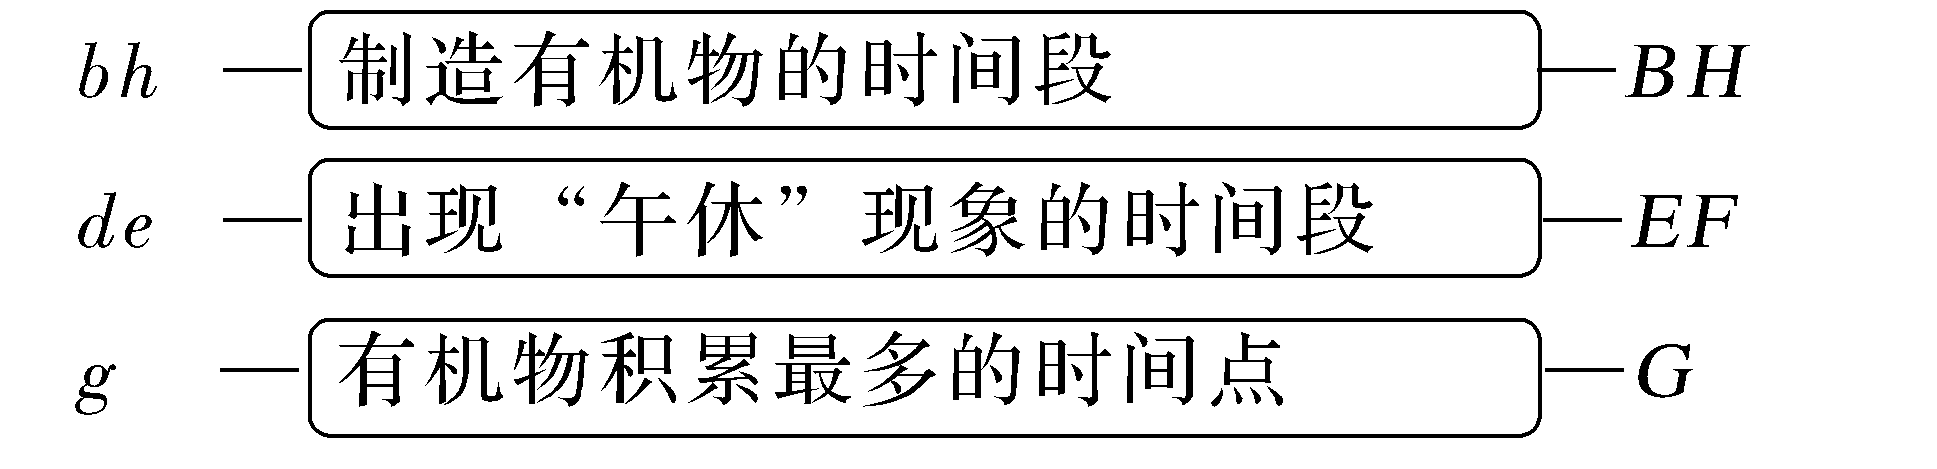 bh — 制造有机物的时间段 — BH
de — 出现“午休”现象的时间段 — EF
g — 有机物积累最多的时间点 — G